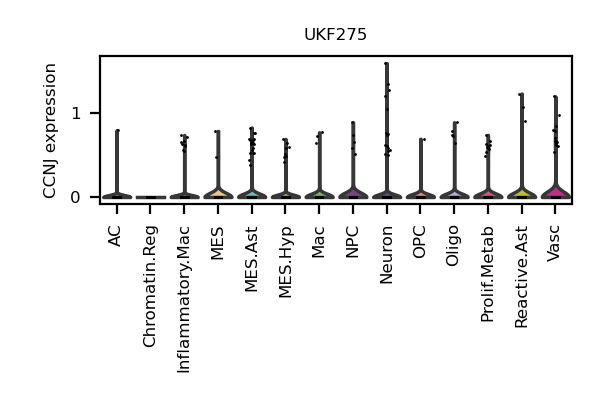 UKF275
CCNJ expression
1
0
AC
Chromatin.Reg
Inflammatory.Mac
MES
MES.Ast
MES.Hyp
Mac
NPC
Neuron
OPC
Oligo
Prolif.Metab
Reactive.Ast
Vasc